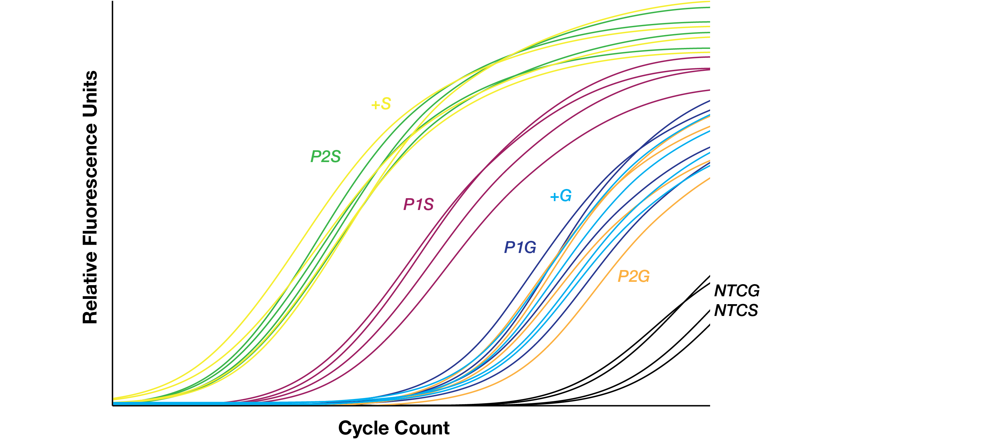 Relative Fluorescence Units
+S
P2S
P1S
+G
P1G
P2G
NTCG
NTCS
Cycle Count